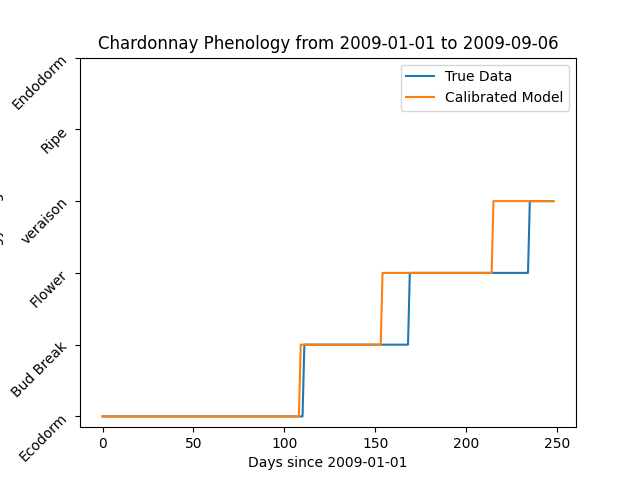 Chardonnay Phenology from 2009-01-01 to 2009-09-06
True Data
Calibrated Model
Endodorm
Ripe
veraison
Flower
Bud Break
Ecodorm
0 50 100 150 200 250
Days since 2009-01-01